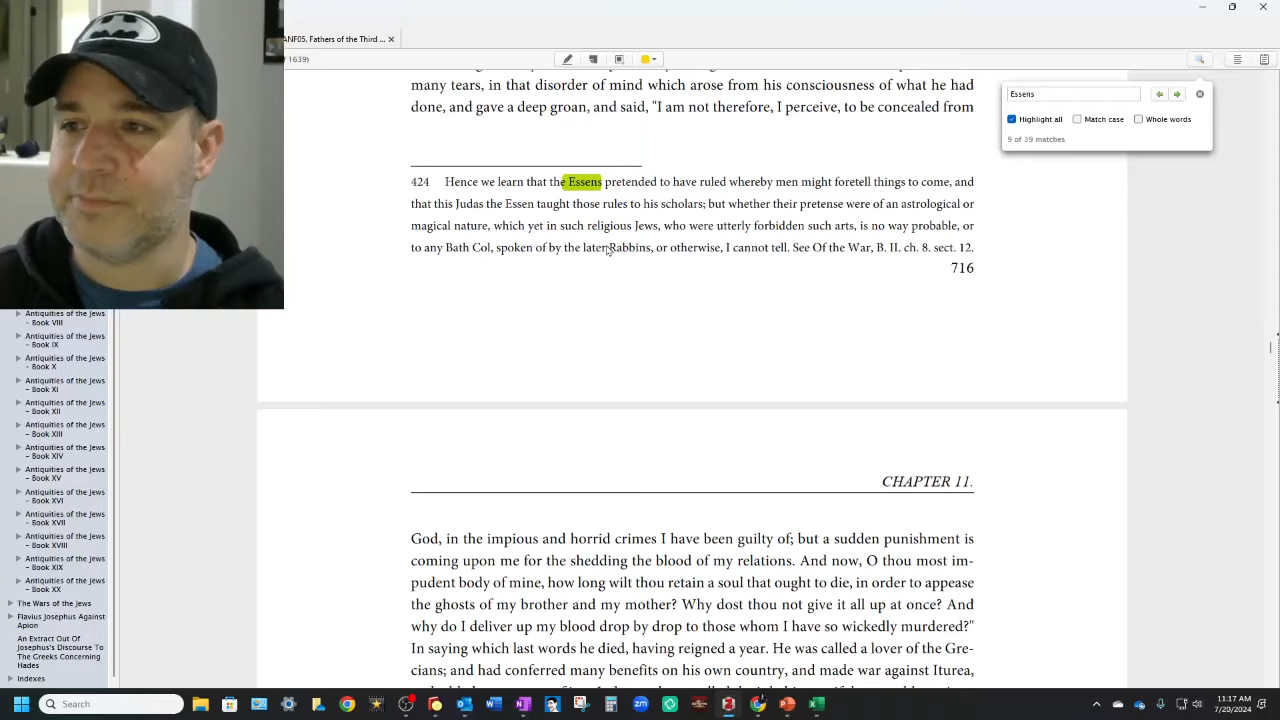 ANF05. Fathers of the Third ...
1639)
many tears, in that disorder of mind which arose from his consciousness of what he had
done, and gave a deep groan, and said, "I am not therefore, I perceive, to be concealed from
Essens
Highlight all
Match case
Whole words
9 of 39 matches
424 Hence we learn that the Essens pretended to have ruled whereby men might foretell things to come, and
that this Judas the Essen taught those rules to his scholars; but whether their pretense were of an astrological or
magical nature, which yet in such religious Jews, who were utterly forbidden such arts, is no way probable, or
to any Bath Col, spoken of by the later Rabbins, or otherwise, I cannot tell. See Of the War, B. II. ch. 8. sect. 12.
716
Antiquities of the Jews
– Book VIII
Antiquities of the Jews
– Book IX
Antiquities of the Jews
– Book X
Antiquities of the Jews
– Book XI
Antiquities of the Jews
– Book XII
Antiquities of the Jews
– Book XIII
Antiquities of the Jews
– Book XIV
Antiquities of the Jews
– Book XV
Antiquities of the Jews
– Book XVI
Antiquities of the Jews
– Book XVII
Antiquities of the Jews
– Book XVIII
Antiquities of the Jews
– Book XIX
Antiquities of the Jews
– Book XX
The Wars of the Jews
Flavius Josephus Against
Apion
An Extract Out Of
Josephus's Discourse To
The Greeks Concerning
Hades
Indexes
CHAPTER 11.
God, in the impious and horrid crimes I have been guilty of; but a sudden punishment is
coming upon me for the shedding the blood of my relations. And now, O thou most im-
pudent body of mine, how long wilt thou retain a soul that ought to die, in order to appease
the ghosts of my brother and my mother? Why dost thou not give it all up at once? And
why do I deliver up my blood drop by drop to those whom I have so wickedly murdered?"
In saying which last words he died, having reigned a year. He was called a lover of the Gre-
cians; and had conferred many benefits on his own country, and made war against Iturea,
Search
zm
11:17 AM
7/20/2024